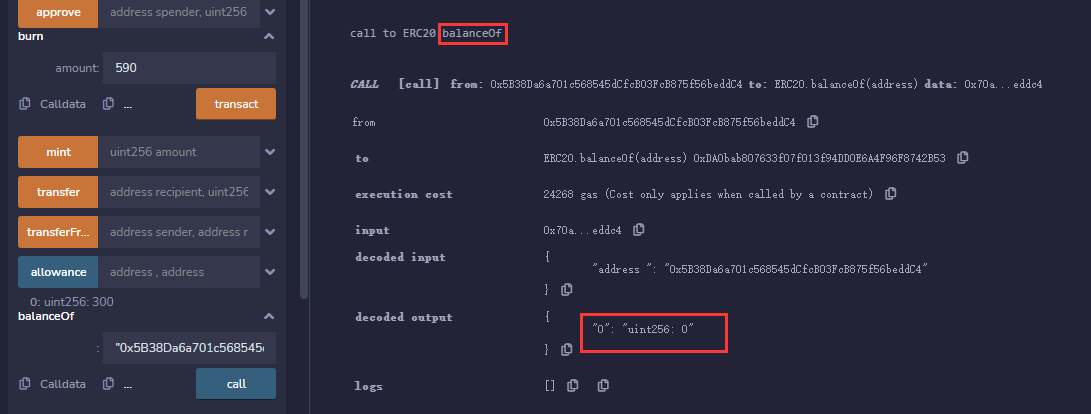 approve address spender, uint256
burn
amount: 590
Calldata ... transact
mint uint256 amount
transfer address recipient, uint256
transferFr... address sender, address r
allowance address , address
0: uint256: 300
balanceOf
: "0x5B38Da6a701c568545d
Calldata ... call
call to ERC20.balanceOf
CALL [call] from: 0x5B38Da6a701c568545dCfcB03FcB875f56beddC4 to: ERC20.balanceOf(address) data: 0x70a...eddc4
from 0x5B38Da6a701c568545dCfcB03FcB875f56beddC4
to ERC20.balanceOf(address) 0xDA0bab807633f07f013f94DD0E6A4F96F8742B53
execution cost 24268 gas (Cost only applies when called by a contract)
input 0x70a...eddc4
decoded input {
"address ": "0x5B38Da6a701c568545dCfcB03FcB875f56beddC4"
}
decoded output {
"0": "uint256: 0"
}
logs []